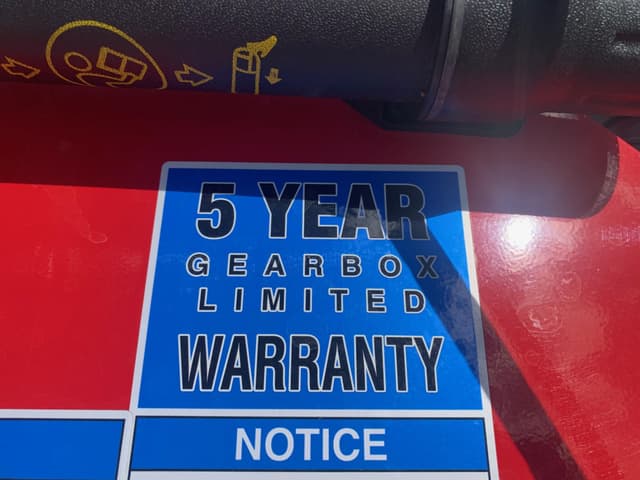 5 YEAR
GEARBOX
LIMITED
WARRANTY
NOTICE